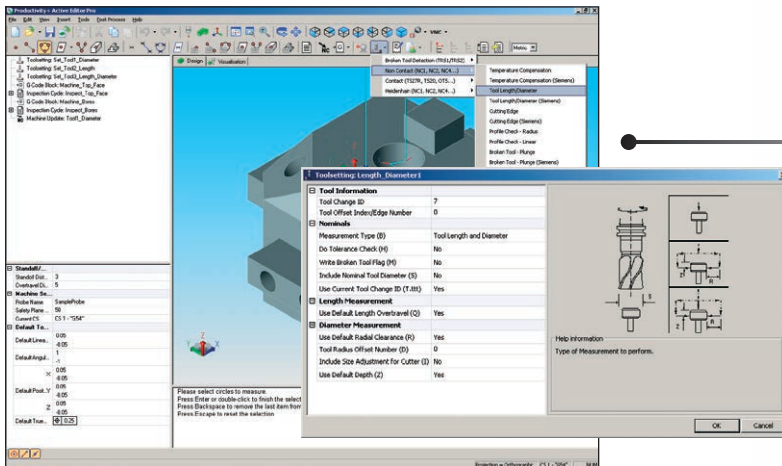 Productivity+ Active Editor Pro
File Edit View Insert Tools Post Process Help
Metric
Toolsetting: Set_Tool1_Diameter
Toolsetting: Set_Tool2_Length
Toolsetting: Set_Tool3_Length_Diameter
G-Code Block: Machine_Top_Face
Inspection Cycle: Inspect_Top_Face
G-Code Block: Machine_Bores
Inspection Cycle: Inspect_Bores
Machine Update: Tool1_Diameter
Design Visualisation
Broken Tool Detection (TRS1/TRS2)
Non Contact (NC1, NC3, NC4...)
Contact (TS27R, TS20, OTS...)
Heidenhain (NC1, NC3, NC4...)
Temperature Compensation
Temperature Compensation (Siemens)
Tool Length/Diameter
Tool Length/Diameter (Siemens)
Cutting Edge
Cutting Edge (Siemens)
Profile Check - Radius
Profile Check - Linear
Broken Tool - Plunge
Broken Tool - Plunge (Siemens)
Toolsetting: Length_Diameter1
Tool Information
Tool Change ID 7
Tool Offset Index/Edge Number 0
Nominals
Measurement Type (B) Tool Length and Diameter
Do Tolerance Check (H) No
Write Broken Tool Flag (M) No
Include Nominal Tool Diameter (S) No
Use Current Tool Change ID (T.ttt) Yes
Length Measurement
Use Default Length Overtravel (Q) Yes
Diameter Measurement
Use Default Radial Clearance (R) Yes
Tool Radius Offset Number (D) 0
Include Size Adjustment for Cutter (I) No
Use Default Depth (Z) Yes
S
Z R
Z R
Help Information
Type of Measurement to perform.
OK Cancel
Standoff/...
Standoff Dist... 3
Overtravel Di... 5
Machine Se...
Probe Name SampleProbe
Safety Plane ... 50
Current CS CS 1 - "G54"
Default To...
Default Linea... 0.05
-0.05
Default Angul... 1
-1
X 0.05
-0.05
Default Posit... Y 0.05
-0.05
Z 0.05
-0.05
Default True... 0.25
Z
Y X
Please select circles to measure.
Press Enter or double-click to finish the select
Press Backspace to remove the last item from
Press Escape to reset the selection
Projection = Orthographic CS 1 - "G54" NUM